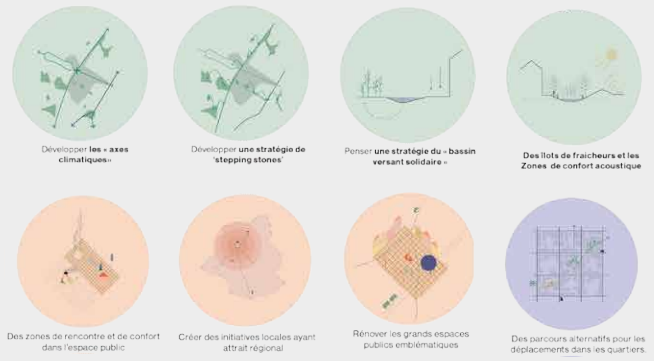 Développer les « axes
climatiques»
Développer une stratégie de
'stepping stones'
Penser une stratégie du « bassin
versant solidaire »
Des îlots de fraicheurs et les
Zones de confort acoustique
Des zones de rencontre et de confort
dans l'espace public
Créer des initiatives locales ayant
attrait régional
Rénover les grands espaces
publics emblématiques
Des parcours alternatifs pour les
déplacements dans les quartiers.